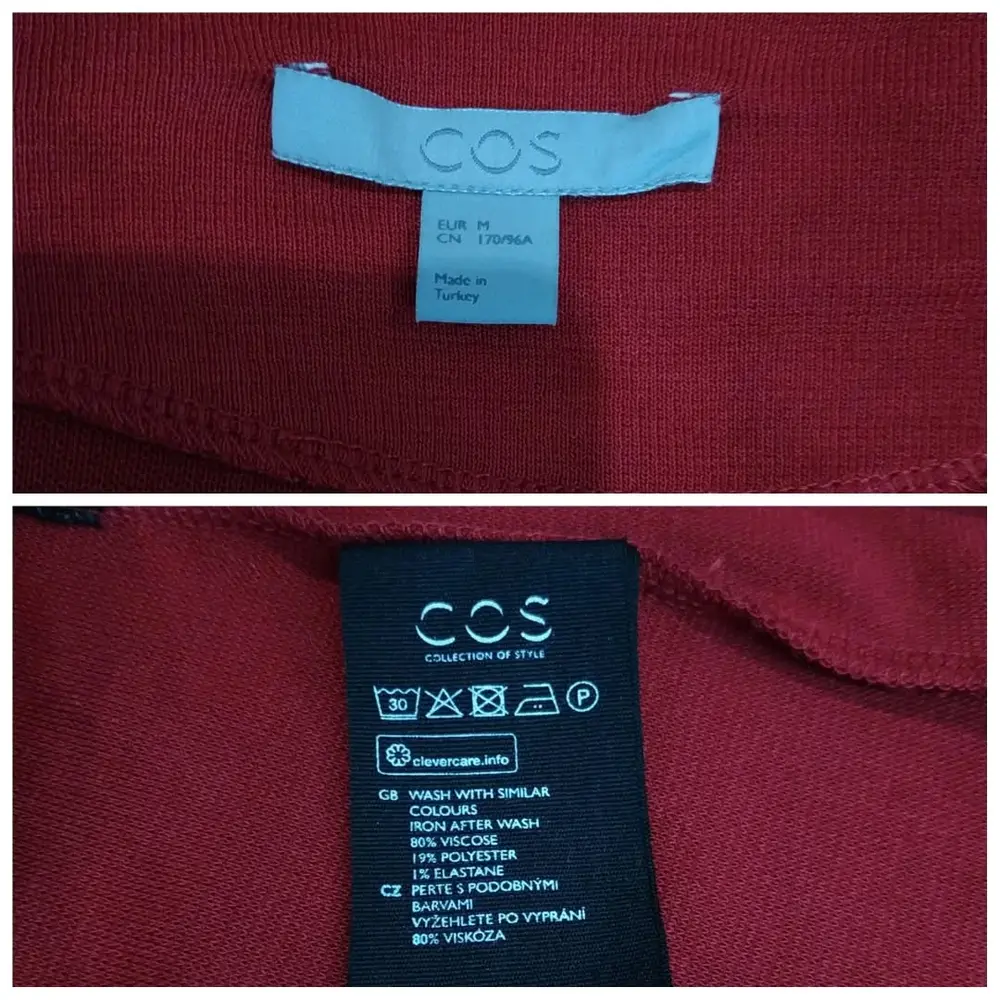 COS
EUR M
CN 170/96A
Made in
Turkey
COS
COLLECTION OF STYLE
30
P
clevercare.info
GB WASH WITH SIMILAR
COLOURS
IRON AFTER WASH
80% VISCOSE
19% POLYESTER
1% ELASTANE
CZ PERTE S PODOBNÝMI
BARVAMI
VYŽEHLETE PO VYPRÁNÍ
80% VISKÓZA